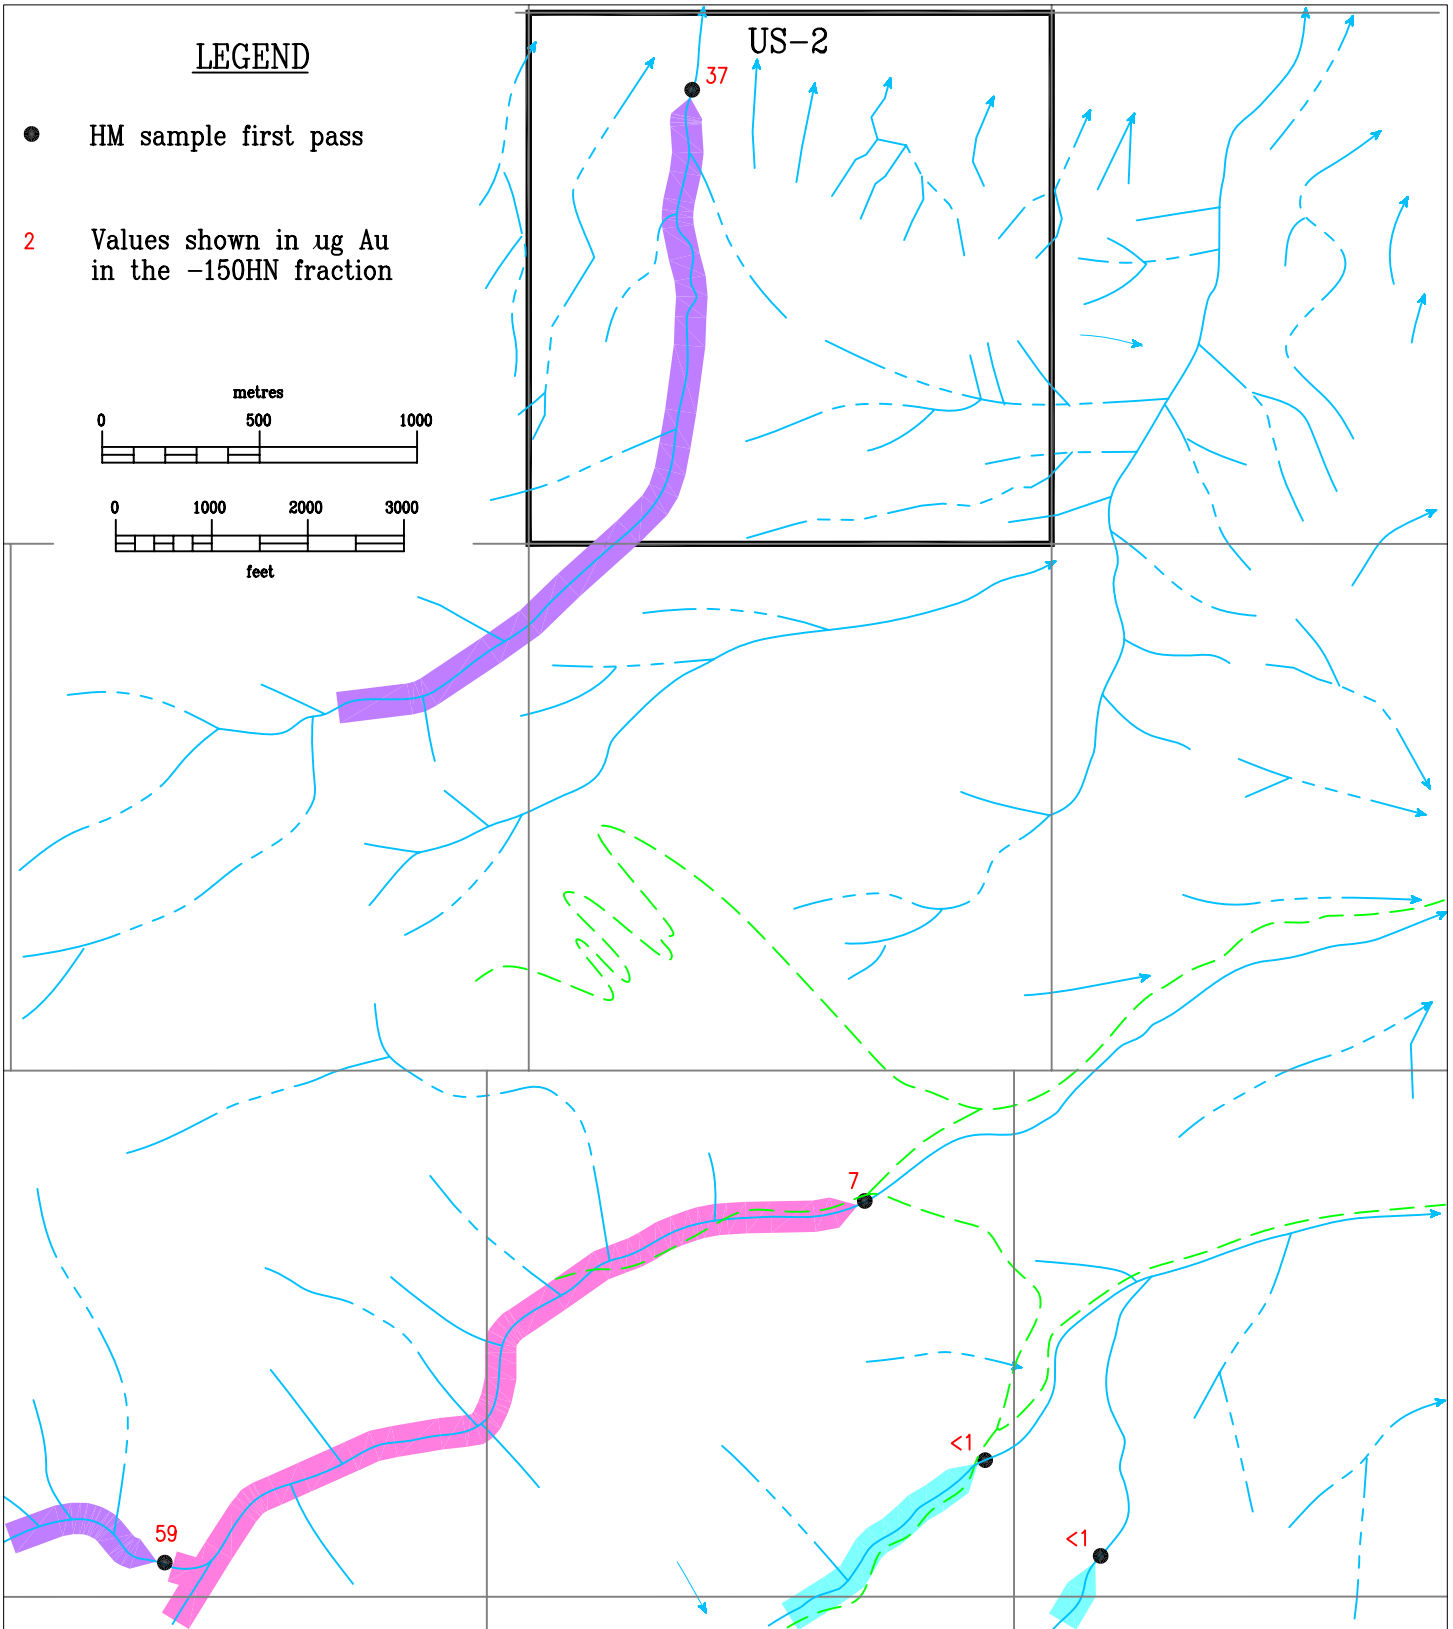 LEGEND
HM sample first pass
2 Values shown in ug Au
in the -150HN fraction
metres
0 500 1000
0 1000 2000 3000
feet
US-2
37
7
<1
59
<1